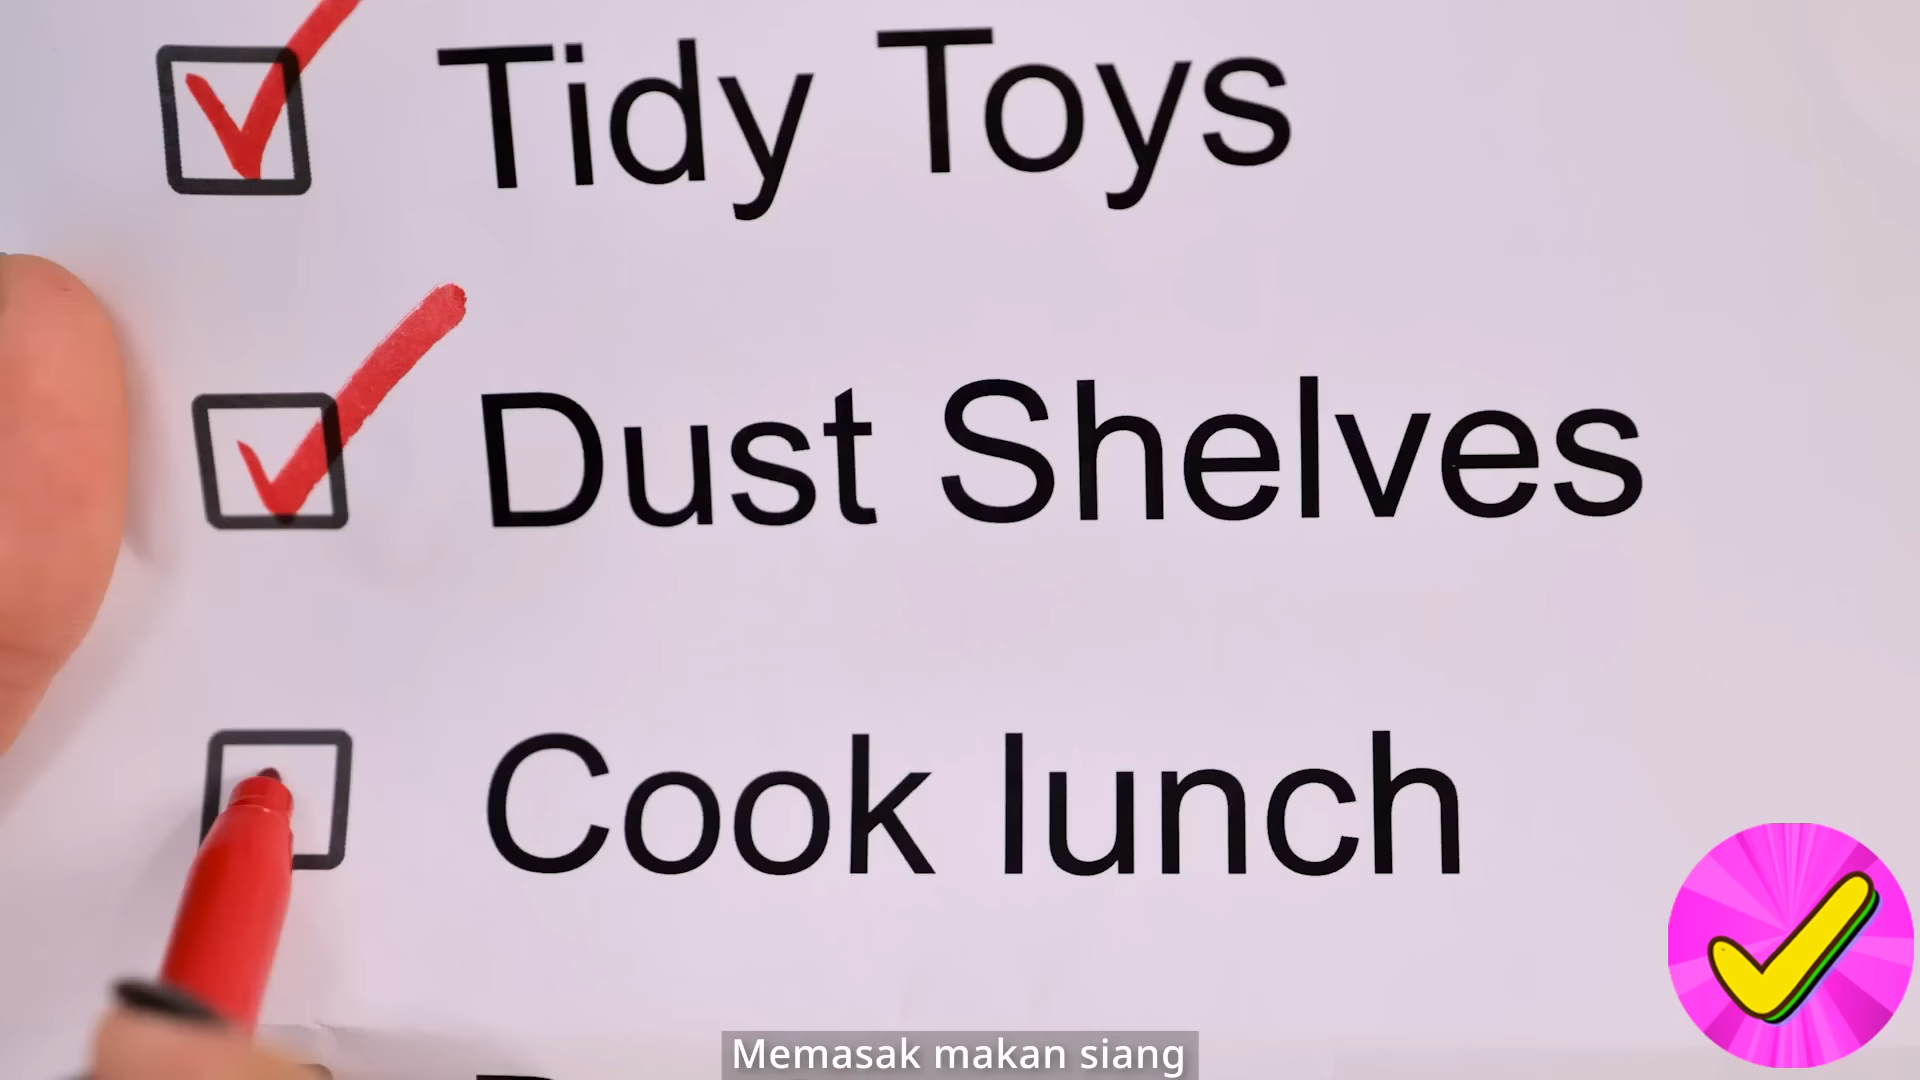 Tidy Toys
Dust Shelves
Cook lunch
Memasak makan siang